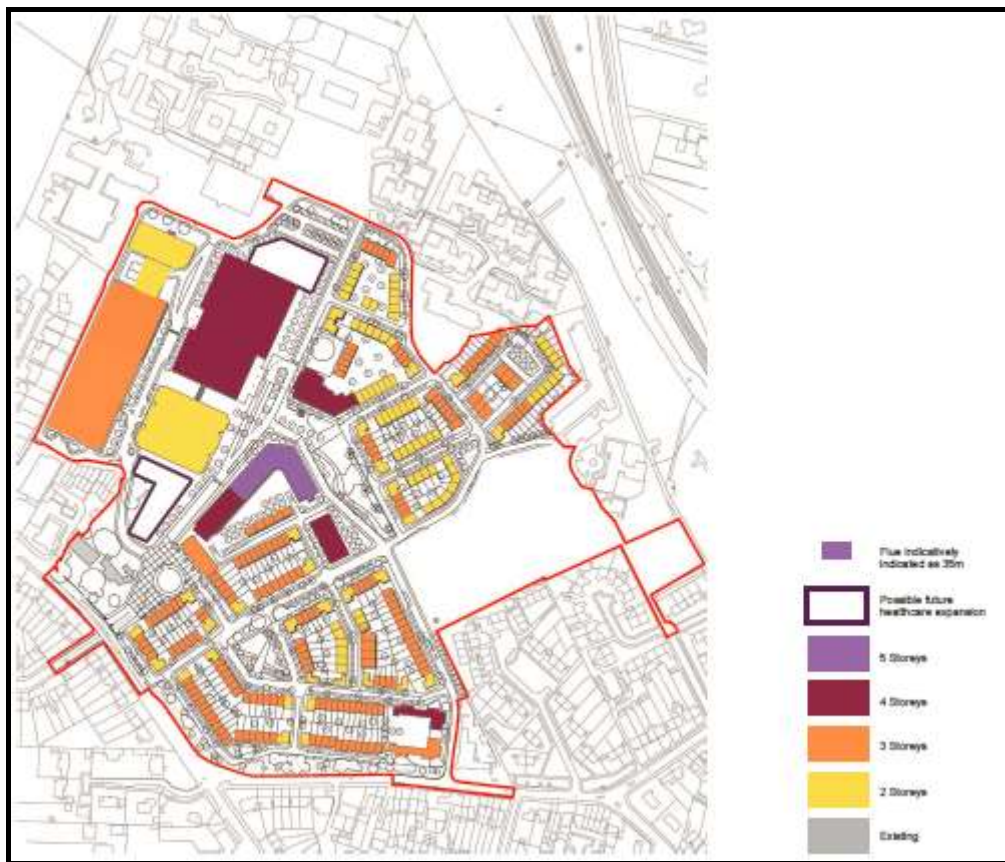 Flue indicatively
indicated as 35m
Possible future
healthcare expansion
5 Storeys
4 Storeys
3 Storeys
2 Storeys
Existing